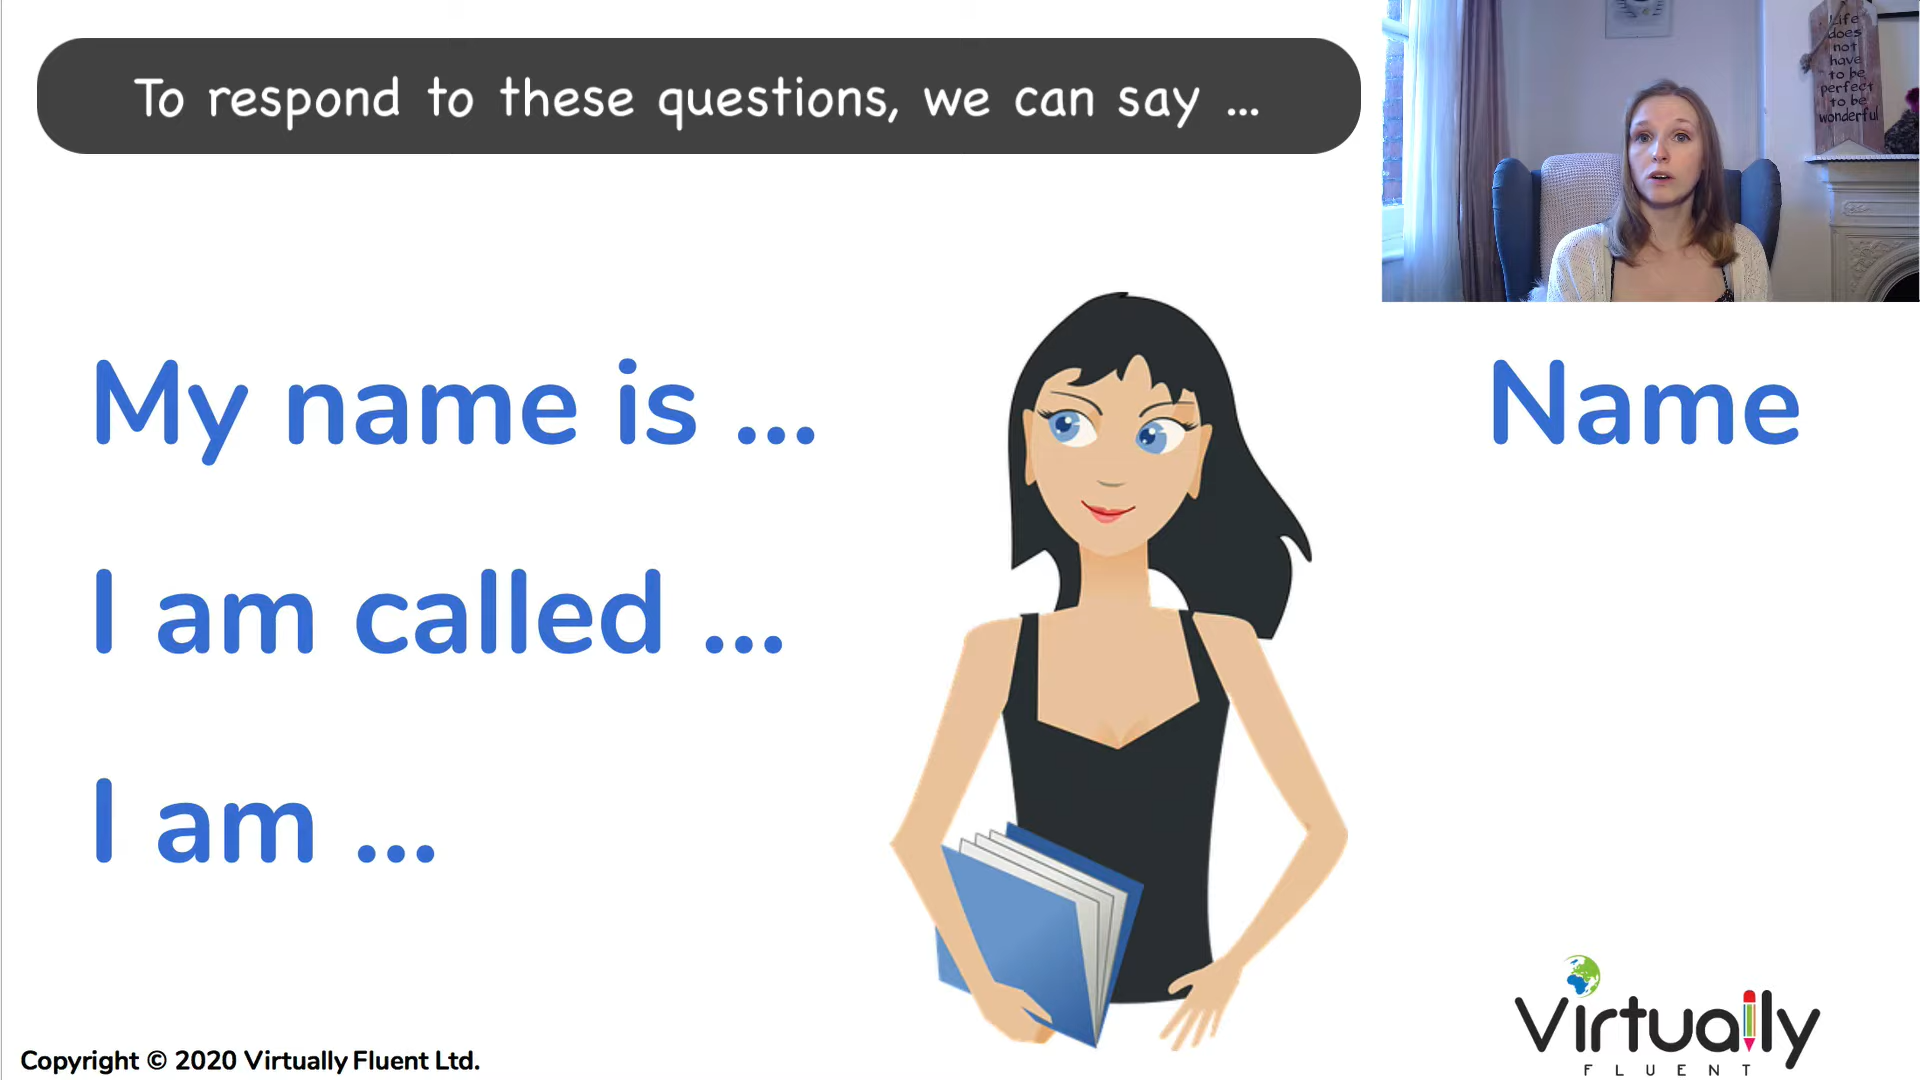 To respond to these questions, we can say ...
Life
does
not
have
to be
perfect
to be
wonderful
My name is ...
Name
I am called ...
I am ...
Virtually
FLUENT
Copyright © 2020 Virtually Fluent Ltd.